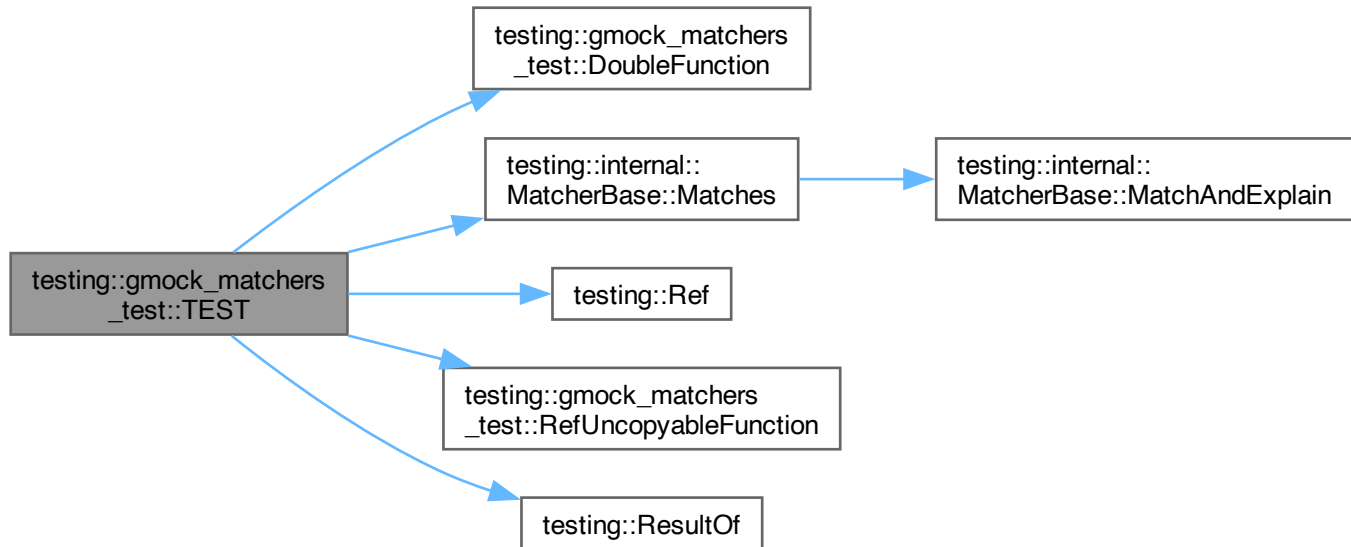 testing::gmock_matchers
_test::DoubleFunction
testing::internal::
MatcherBase::Matches
testing::internal::
MatcherBase::MatchAndExplain
testing::gmock_matchers
_test::TEST
testing::Ref
testing::gmock_matchers
_test::RefUncopyableFunction
testing::ResultOf